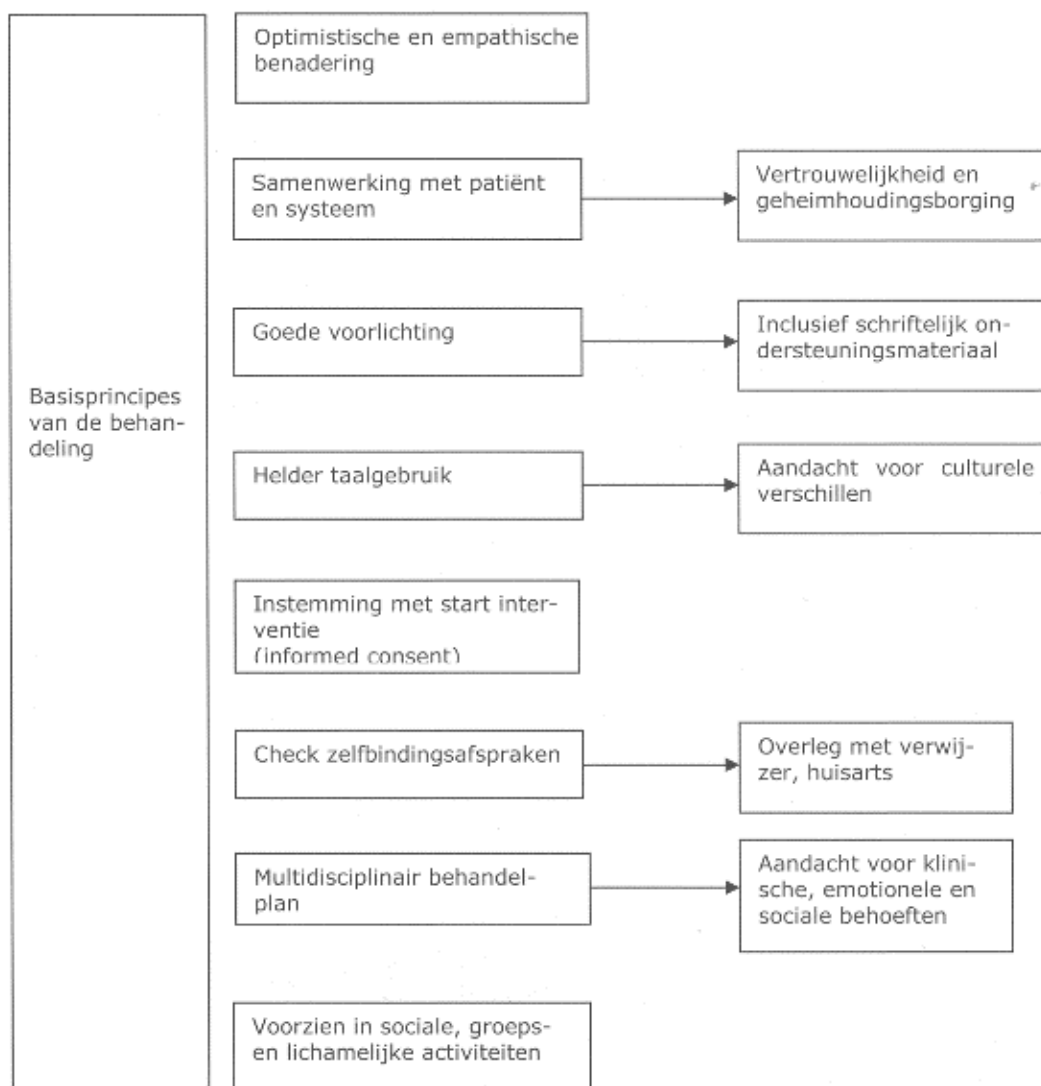 Optimistische en empathische
benadering
Samenwerking met patiënt
en systeem
Vertrouwelijkheid en
geheimhoudingsborging
Goede voorlichting
Inclusief schriftelijk on-
dersteuningsmateriaal
Basisprincipes
van de behan-
deling
Helder taalgebruik
Aandacht voor culturele
verschillen
Instemming met start inter-
ventie
(informed consent)
Check zelfbindingsafspraken
Overleg met verwij-
zer, huisarts
Multidisciplinair behandel-
plan
Aandacht voor klini-
sche, emotionele en
sociale behoeften
Voorzien in sociale, groeps-
en lichamelijke activiteiten